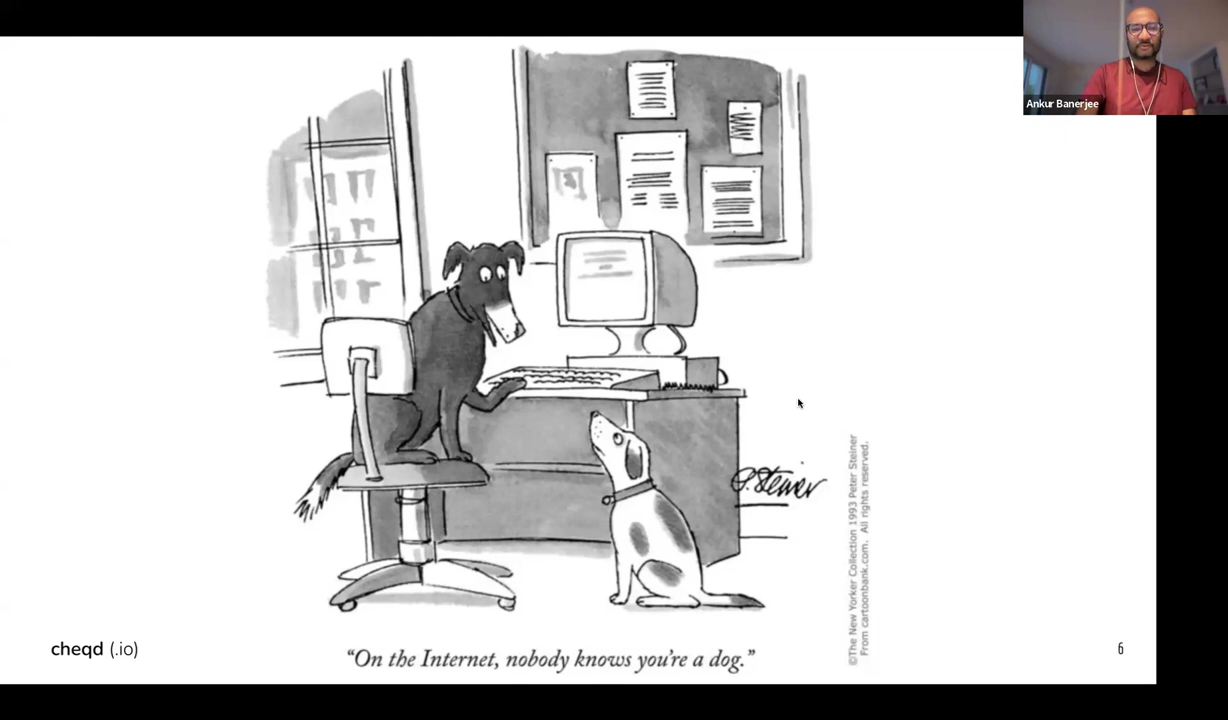 Ankur Banerjee
P. Steiner
©The New Yorker Collection 1993 Peter Steiner
From cartoonbank.com. All rights reserved.
cheqd (.io)
“On the Internet, nobody knows you’re a dog.”
6